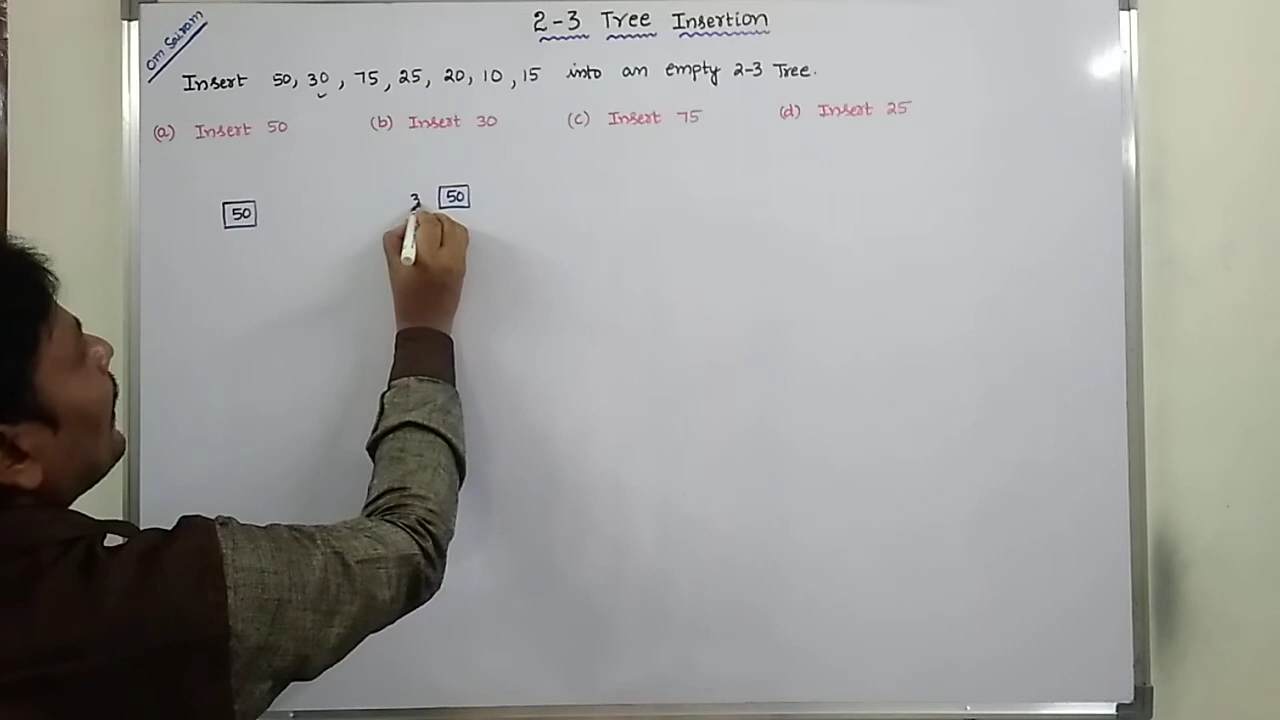 Om Sairam
2-3 Tree Insertion
Insert 50, 30, 75, 25, 20, 10, 15 into an empty 2-3 Tree.
(a) Insert 50 (b) Insert 30 (c) Insert 75 (d) Insert 25
50 3 50